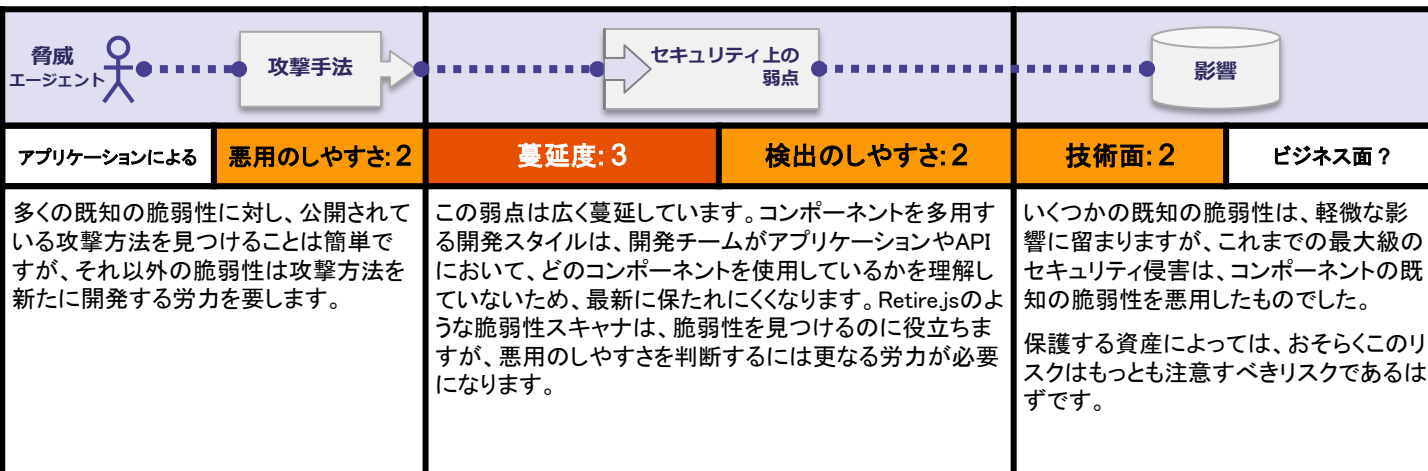 脅威
エージェント
攻撃手法
セキュリティ上の
弱点
影響
アプリケーションによる
悪用のしやすさ:2
蔓延度:3
検出のしやすさ:2
技術面:2
ビジネス面?
多くの既知の脆弱性に対し、公開されて
いる攻撃方法を見つけることは簡単で
すが、それ以外の脆弱性は攻撃方法を
新たに開発する労力を要します。
この弱点は広く蔓延しています。コンポーネントを多用す
る開発スタイルは、開発チームがアプリケーションやAPI
において、どのコンポーネントを使用しているかを理解し
ていないため、最新に保たれにくくなります。Retire.jsのよ
うな脆弱性スキャナは、脆弱性を見つけるのに役立ちま
すが、悪用のしやすさを判断するには更なる労力が必要
になります。
いくつかの既知の脆弱性は、軽微な影
響に留まりますが、これまでの最大級の
セキュリティ侵害は、コンポーネントの既
知の脆弱性を悪用したものでした。
保護する資産によっては、おそらくこのリ
スクはもっとも注意すべきリスクであるは
ずです。